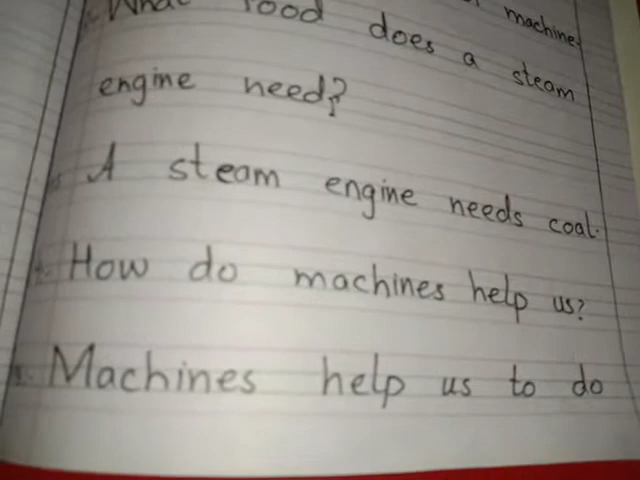 machine.
What food does a steam
engine need?
A steam engine needs coal.
How do machines help us?
Machines help us to do